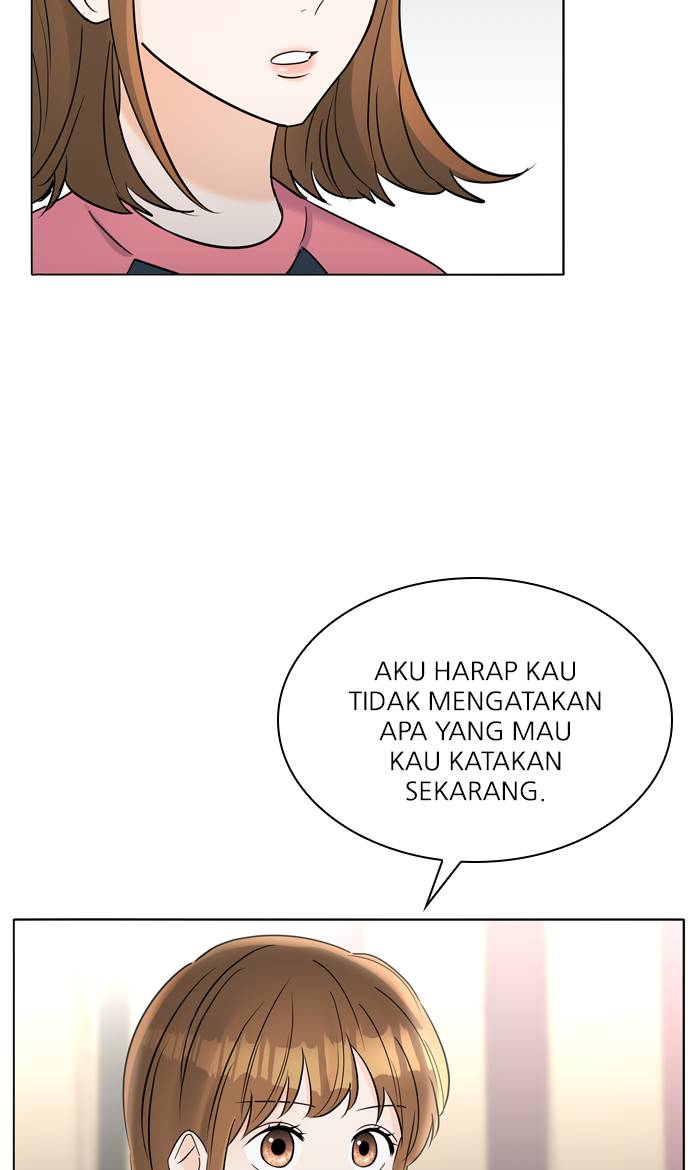 AKU HARAP KAU
TIDAK MENGATAKAN
APA YANG MAU
KAU KATAKAN
SEKARANG.